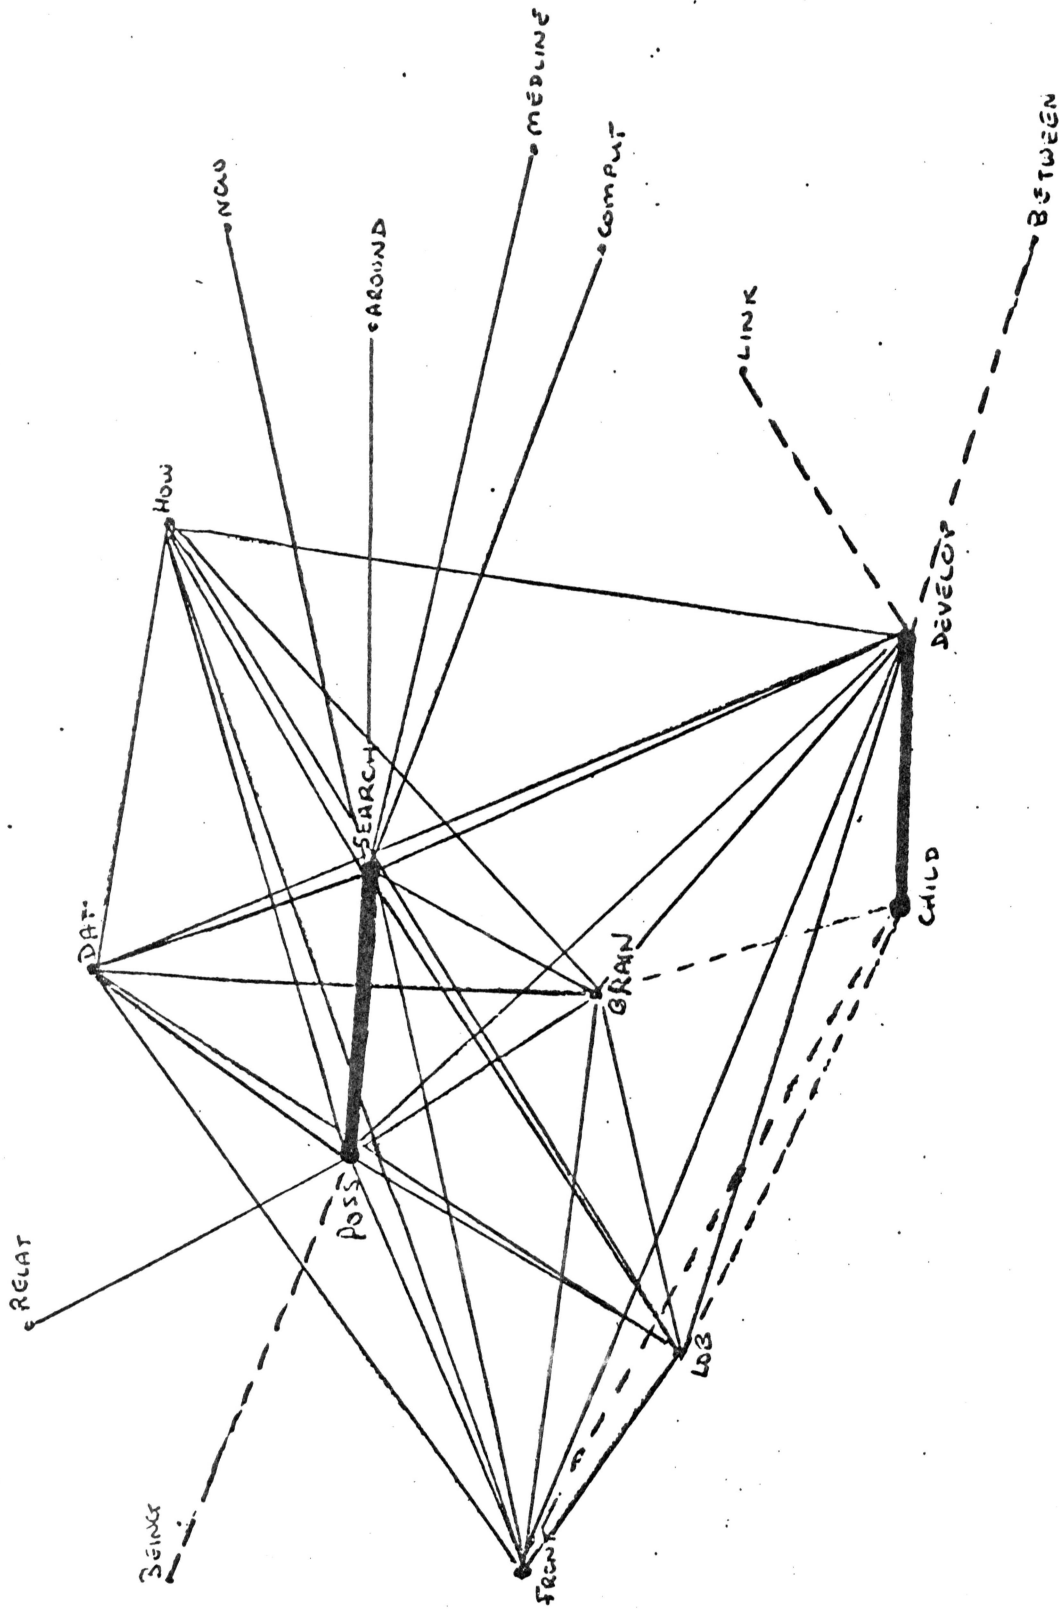 BEING
RELAT
DAT
HOW
NOW
MEDLINE
AROUND
COMPUT
SEARCH
POSS
LINK
BETWEEN
BRAIN
DEVELOP
CHILD
LOB
FRONT